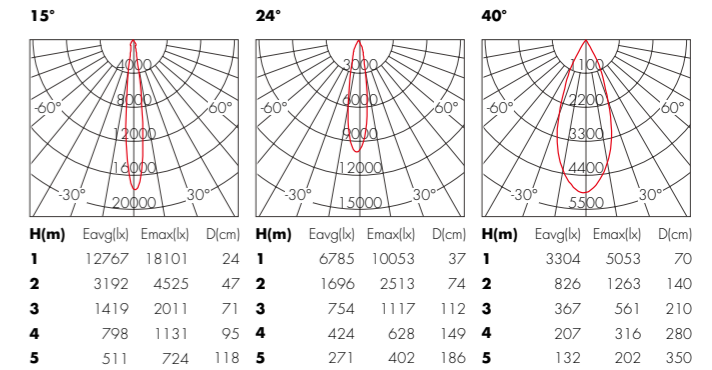 15° 24° 40°
4000 3000 1100
8000 6000 2200
-60° 60° -60° 60° -60° 60°
12000 9000 3300
16000 12000 4400
-30° 30° -30° 30° -30° 30°
20000 15000 5500
H(m) Eavg(lx) Emax(lx) D(cm) H(m) Eavg(lx) Emax(lx) D(cm) H(m) Eavg(lx) Emax(lx) D(cm)
1 12767 18101 24 1 6785 10053 37 1 3304 5053 70
2 3192 4525 47 2 1696 2513 74 2 826 1263 140
3 1419 2011 71 3 754 1117 112 3 367 561 210
4 798 1131 95 4 424 628 149 4 207 316 280
5 511 724 118 5 271 402 186 5 132 202 350